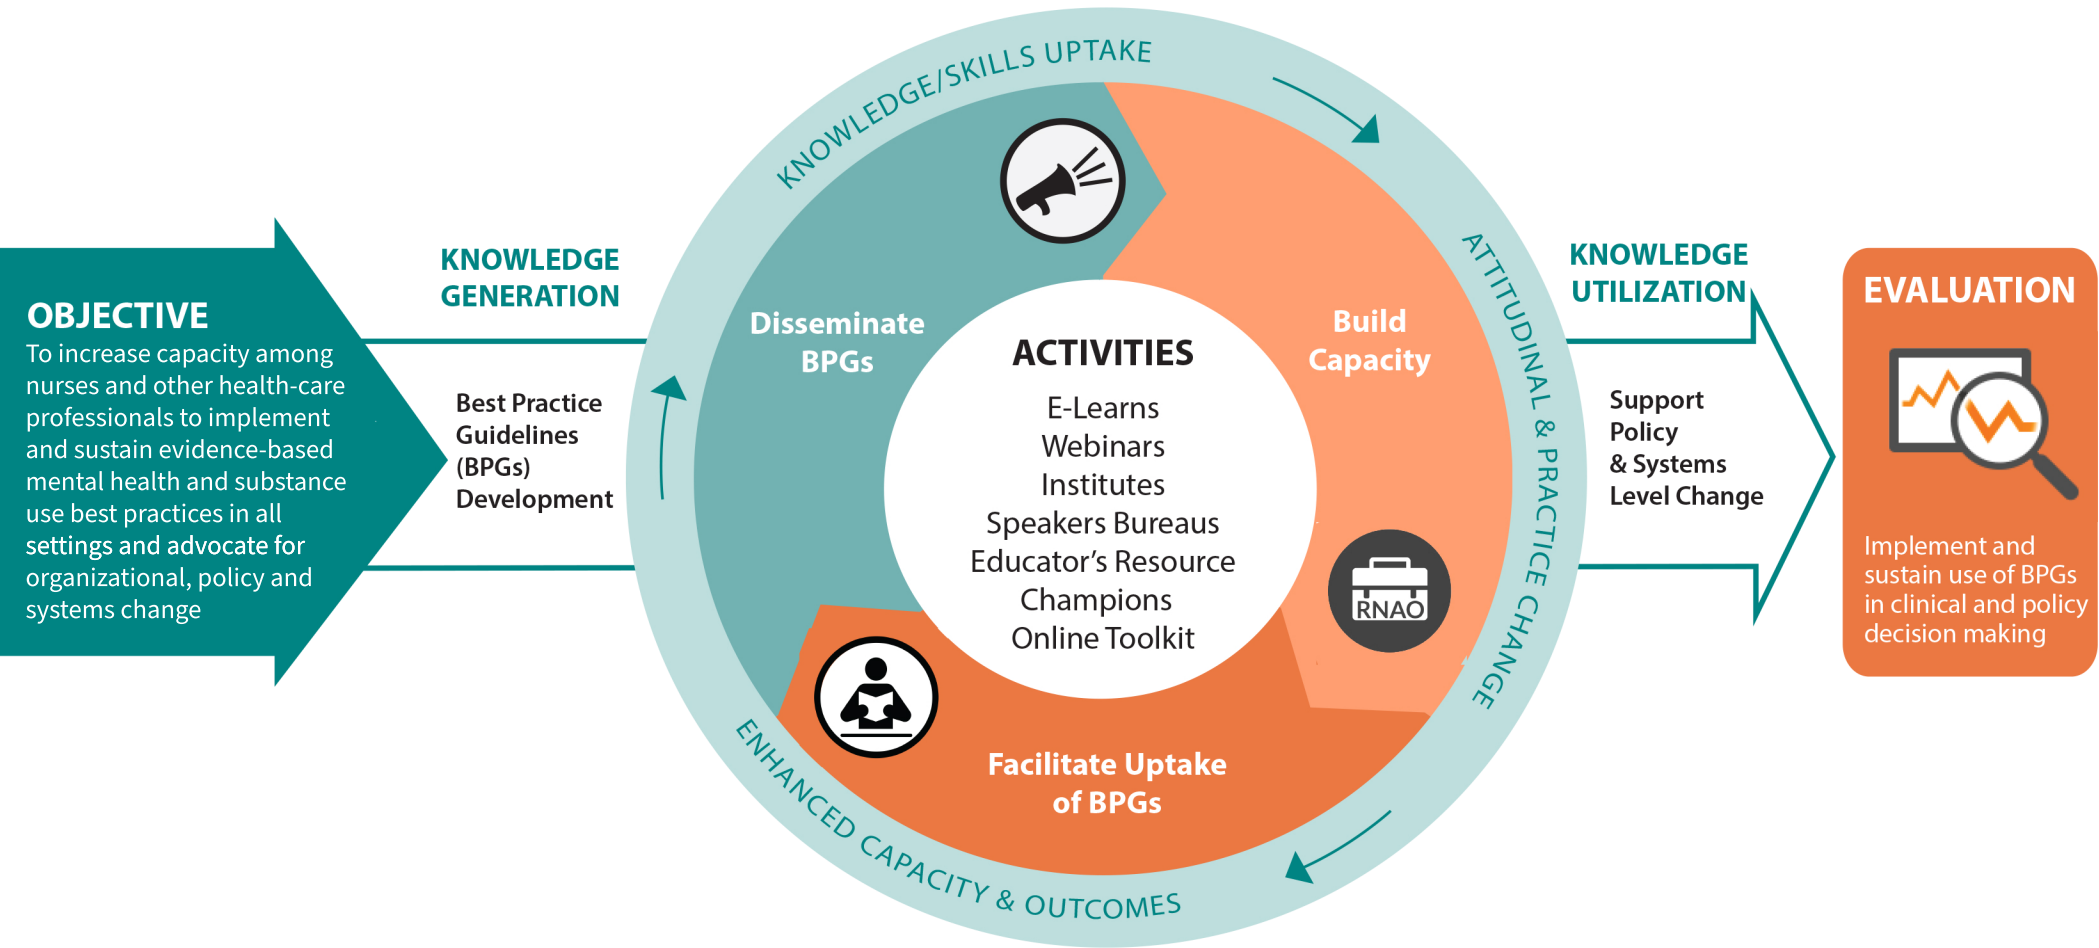 OBJECTIVE
To increase capacity among
nurses and other health-care
professionals to implement
and sustain evidence-based
mental health and substance
use best practices in all
settings and advocate for
organizational, policy and
systems change
KNOWLEDGE
GENERATION
Best Practice
Guidelines
(BPGs)
Development
KNOWLEDGE/SKILLS UPTAKE
ATTITUDINAL & PRACTICE CHANGE
ENHANCED CAPACITY & OUTCOMES
Disseminate
BPGs
Build
Capacity
RNAO
Facilitate Uptake
of BPGs
ACTIVITIES
E-Learns
Webinars
Institutes
Speakers Bureaus
Educator’s Resource
Champions
Online Toolkit
KNOWLEDGE
UTILIZATION
Support
Policy
& Systems
Level Change
EVALUATION
Implement and
sustain use of BPGs
in clinical and policy
decision making